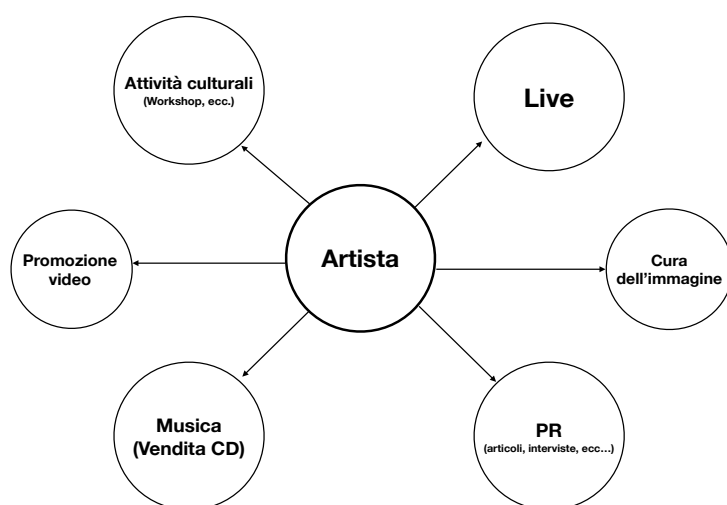 Attività culturali
(Workshop, ecc.)
Live
Promozione
video
Artista
Cura
dell’immagine
Musica
(Vendita CD)
PR
(articoli, interviste, ecc...)